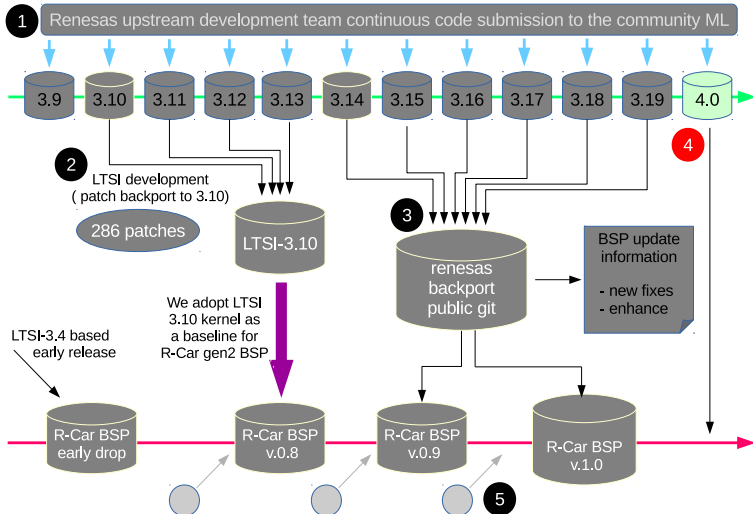 1
Renesas upstream development team continuous code submission to the community ML
3.9
3.10
3.11
3.12
3.13
3.14
3.15
3.16
3.17
3.18
3.19
4.0
4
2
LTSI development
( patch backport to 3.10)
286 patches
LTSI-3.10
3
renesas
backport
public git
BSP update
information
- new fixes
- enhance
We adopt LTSI
3.10 kernel as
a baseline for
R-Car gen2 BSP
LTSI-3.4 based
early release
R-Car BSP
early drop
R-Car BSP
v.0.8
R-Car BSP
v.0.9
R-Car BSP
v.1.0
5